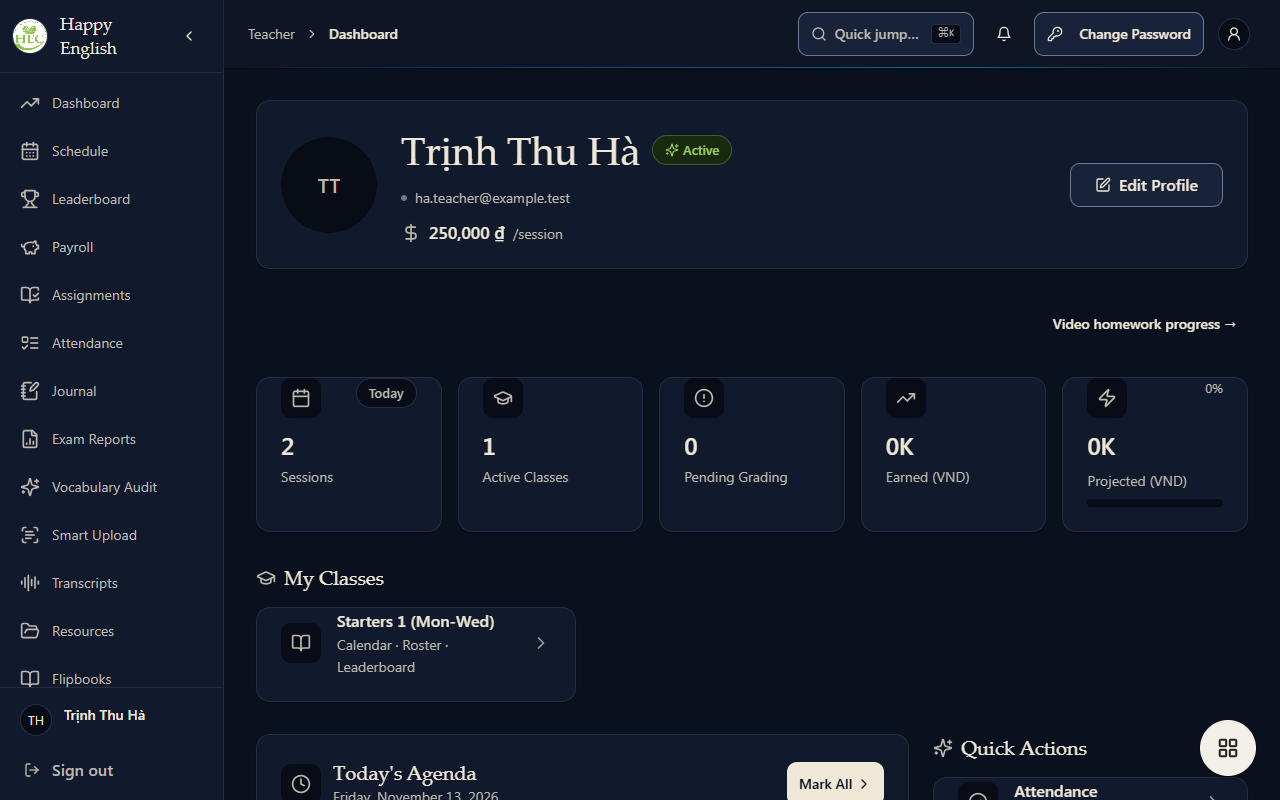 HEC
Happy
English
Dashboard
Schedule
Leaderboard
Payroll
Assignments
Attendance
Journal
Exam Reports
Vocabulary Audit
Smart Upload
Transcripts
Resources
Flipbooks
TH
Trịnh Thu Hà
Sign out
Teacher > Dashboard
Quick jump... ⌘K
Change Password
TT
Trịnh Thu Hà
Active
ha.teacher@example.test
250,000 ₫ /session
Edit Profile
Video homework progress →
Today
2
Sessions
1
Active Classes
0
Pending Grading
0K
Earned (VND)
0%
0K
Projected (VND)
My Classes
Starters 1 (Mon-Wed)
Calendar · Roster ·
Leaderboard
Today's Agenda
Friday, November 13, 2026
Mark All
Quick Actions
Attendance